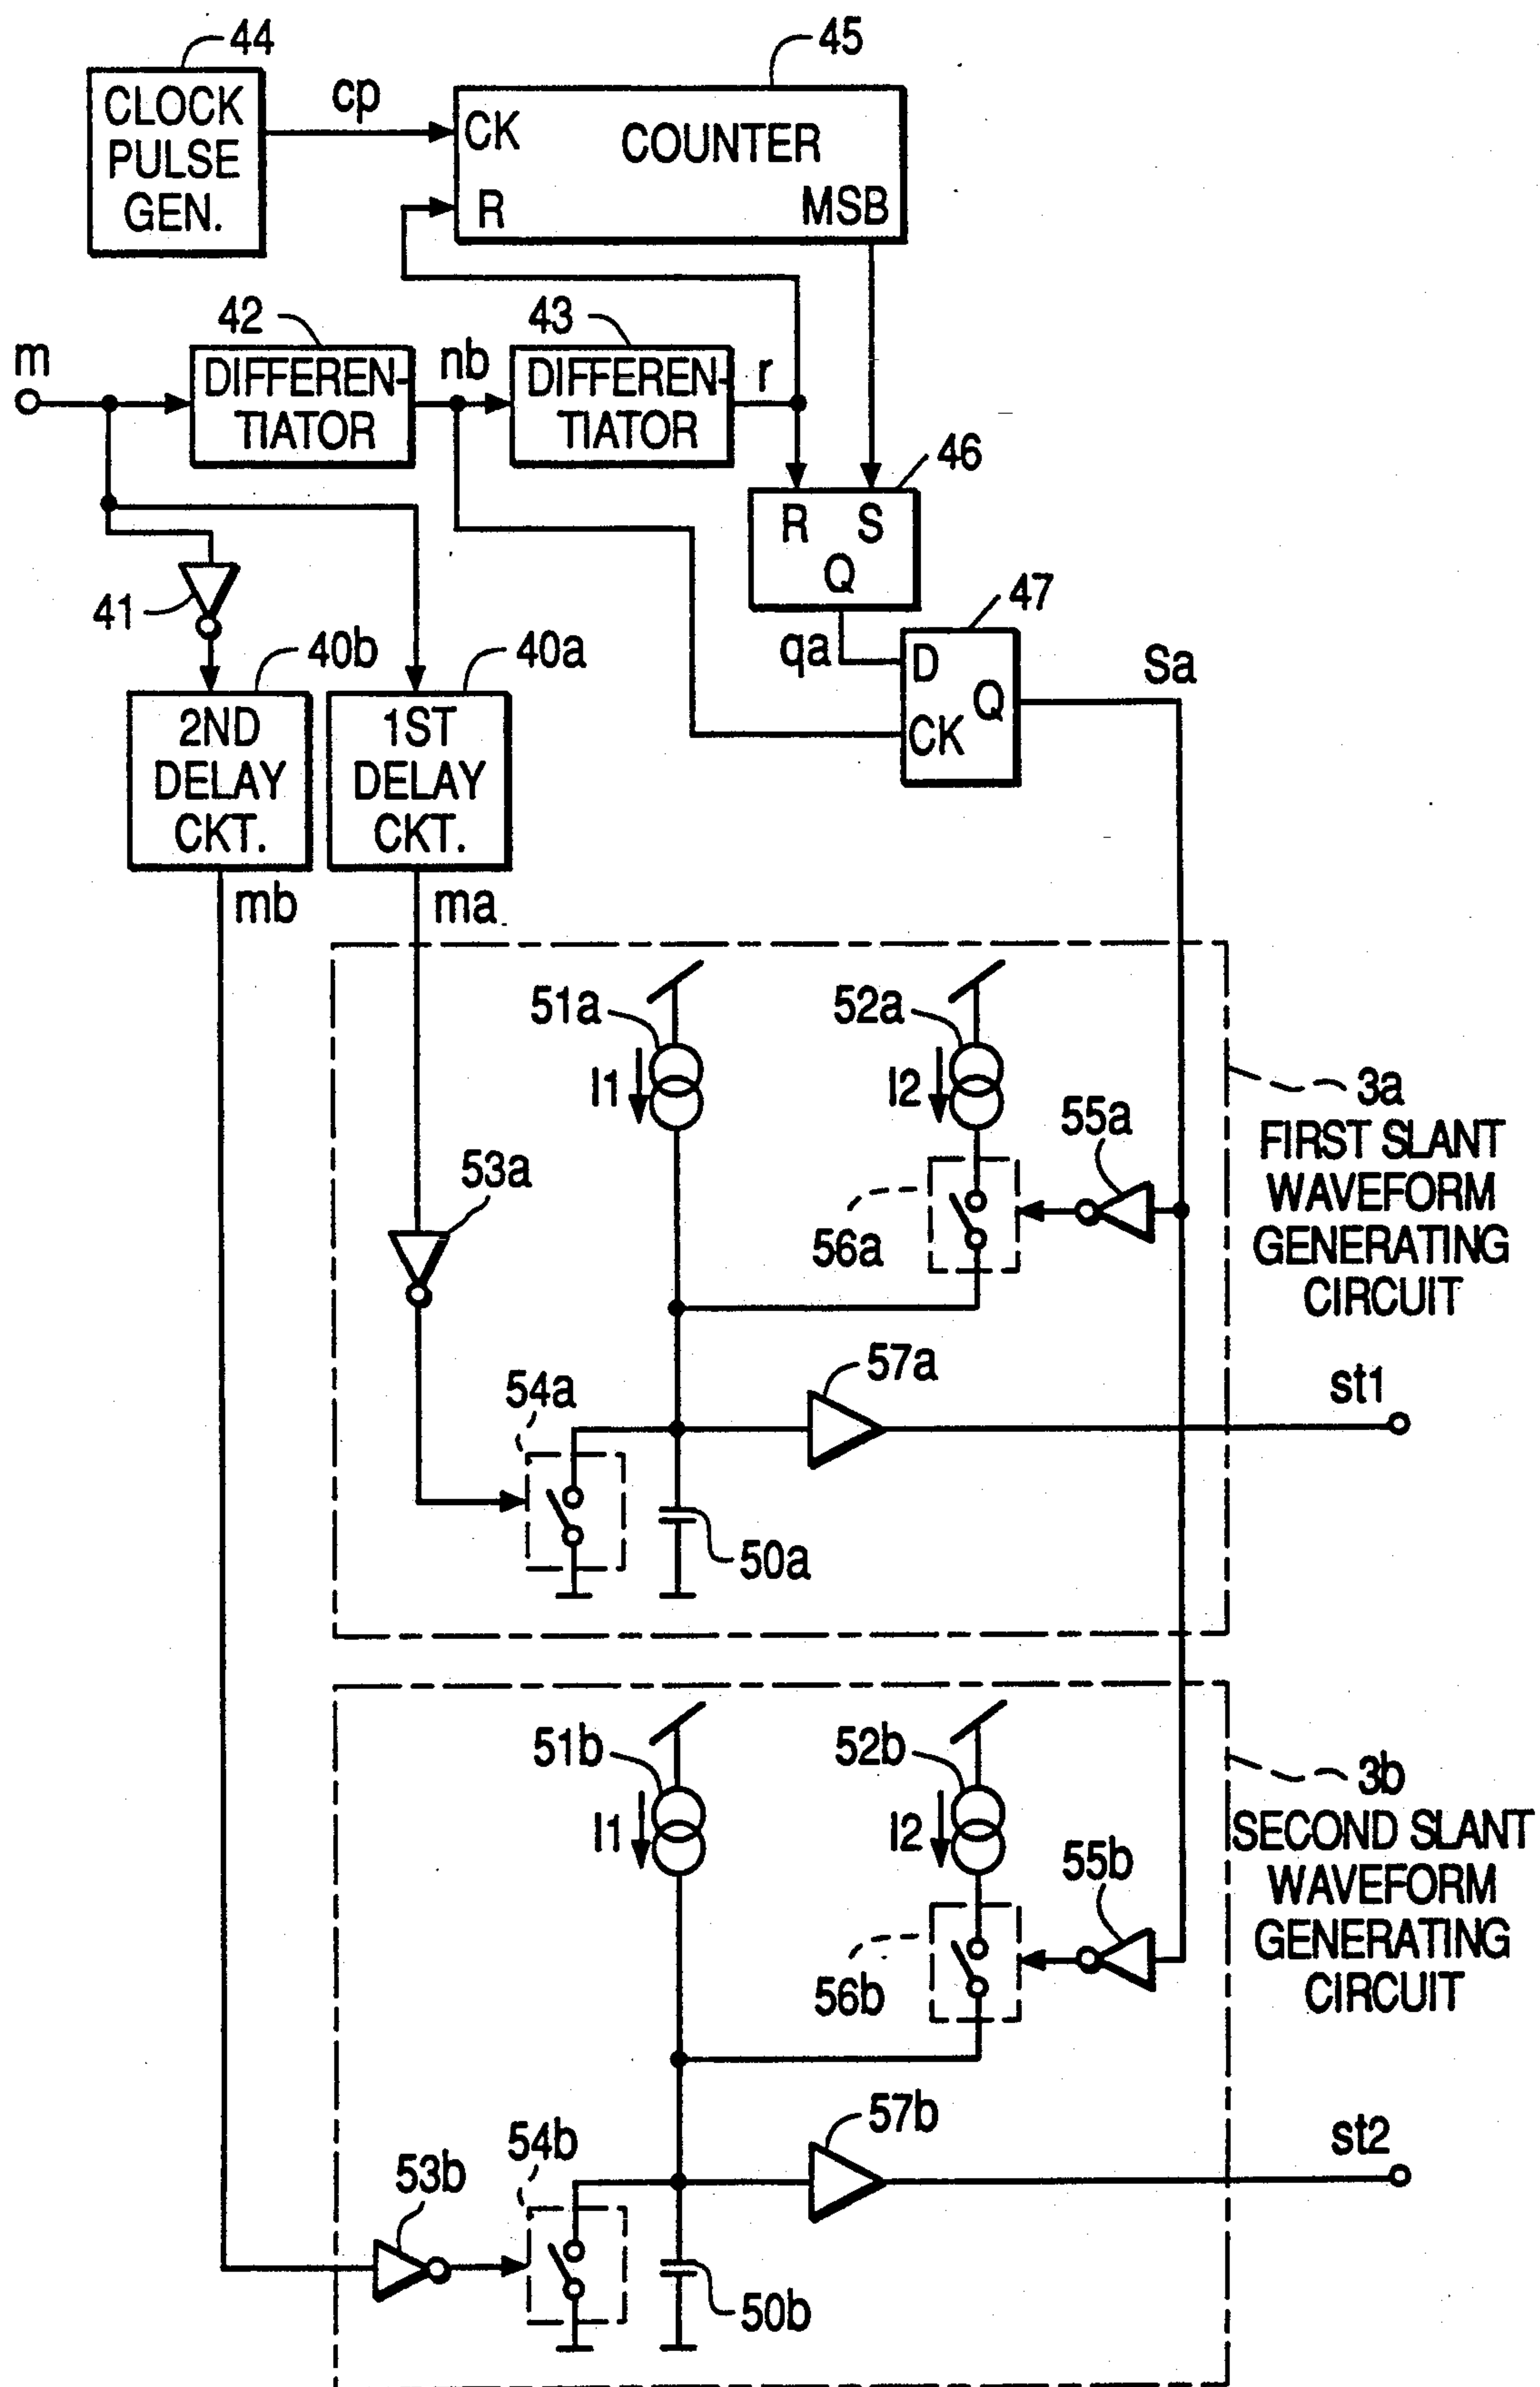 44
CLOCK
PULSE
GEN.
cp
45
CK
COUNTER
R
MSB
m
42
DIFFEREN-
TIATOR
nb
43
DIFFEREN-
TIATOR
r
46
R S
Q
41
qa
47
D
Q
CK
Sa
40b
2ND
DELAY
CKT.
40a
1ST
DELAY
CKT.
mb
ma
51a
I1
52a
I2
55a
56a
3a
FIRST SLANT
WAVEFORM
GENERATING
CIRCUIT
53a
54a
57a
st1
50a
51b
I1
52b
I2
55b
56b
3b
SECOND SLANT
WAVEFORM
GENERATING
CIRCUIT
53b
54b
57b
st2
50b